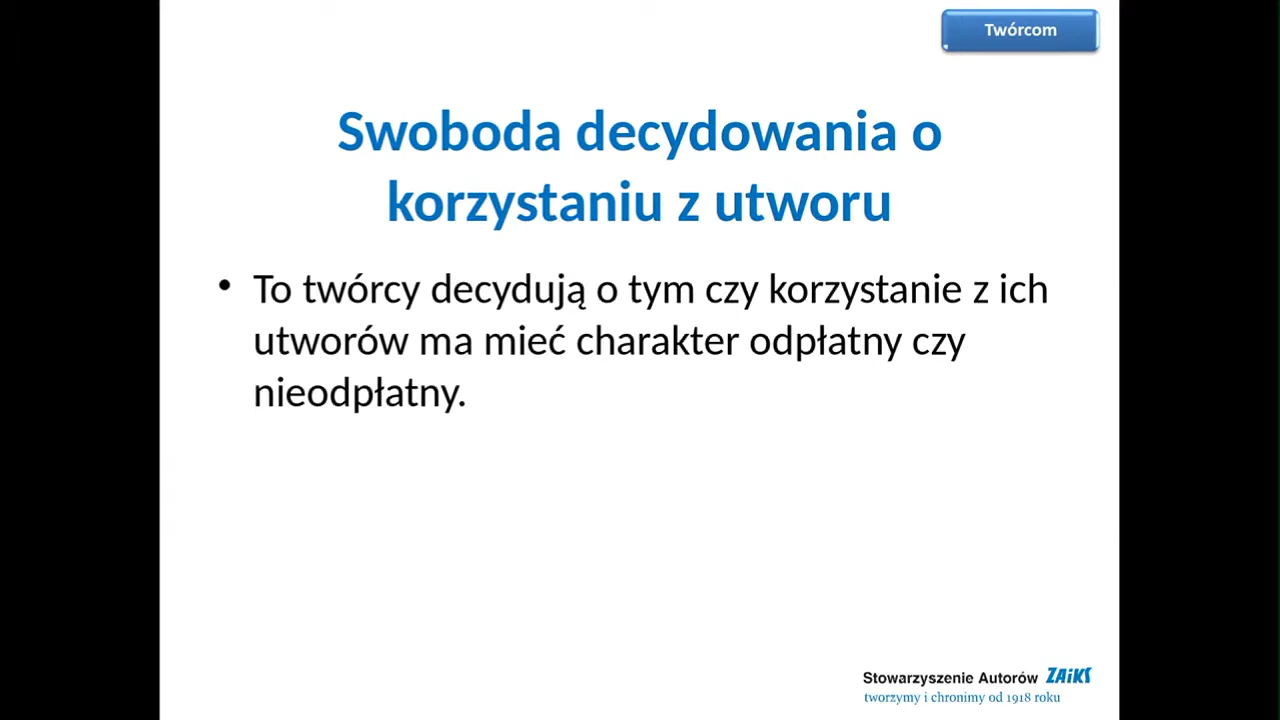 Twórcom
Swoboda decydowania o
korzystaniu z utworu
• To twórcy decydują o tym czy korzystanie z ich
utworów ma mieć charakter odpłatny czy
nieodpłatny.
Stowarzyszenie Autorów ZAiKS
tworzymy i chronimy od 1918 roku